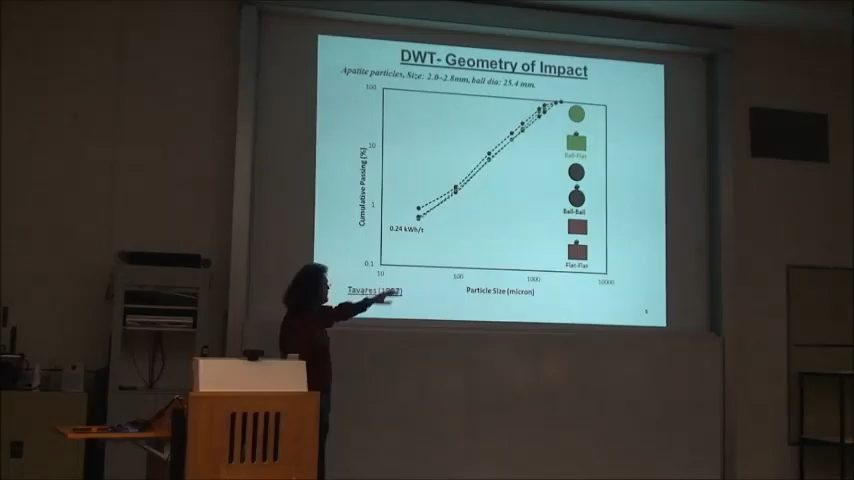 DWT- Geometry of Impact
Apatite particles, Size: 2.0–2.8mm, ball dia: 25.4 mm.
100
10
1
0.1
Cumulative Passing (%)
0.24 kWh/t
Ball-Flat
Ball-Ball
Flat-Flat
10
100
1000
10000
Particle Size (micron)
Tavares (1997)
6